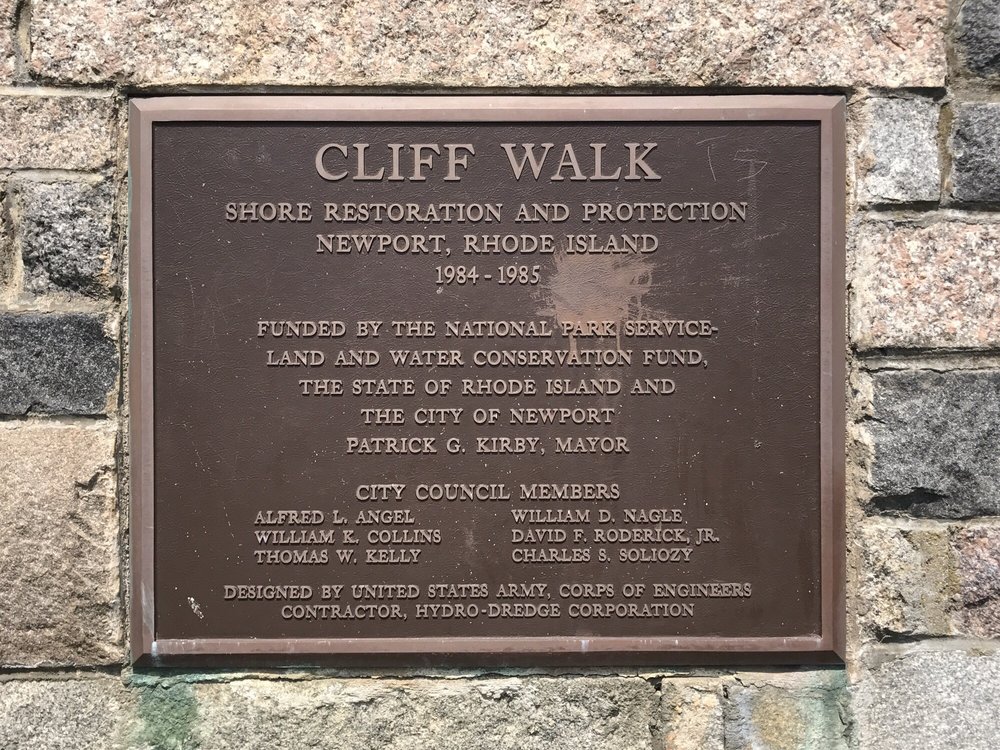 CLIFF WALK
SHORE RESTORATION AND PROTECTION
NEWPORT, RHODE ISLAND
1984 - 1985
FUNDED BY THE NATIONAL PARK SERVICE-
LAND AND WATER CONSERVATION FUND,
THE STATE OF RHODE ISLAND AND
THE CITY OF NEWPORT
PATRICK G. KIRBY, MAYOR
CITY COUNCIL MEMBERS
ALFRED L. ANGEL WILLIAM D. NAGLE
WILLIAM K. COLLINS DAVID F. RODERICK, JR.
THOMAS W. KELLY CHARLES S. SOLIOZY
DESIGNED BY UNITED STATES ARMY, CORPS OF ENGINEERS
CONTRACTOR, HYDRO-DREDGE CORPORATION